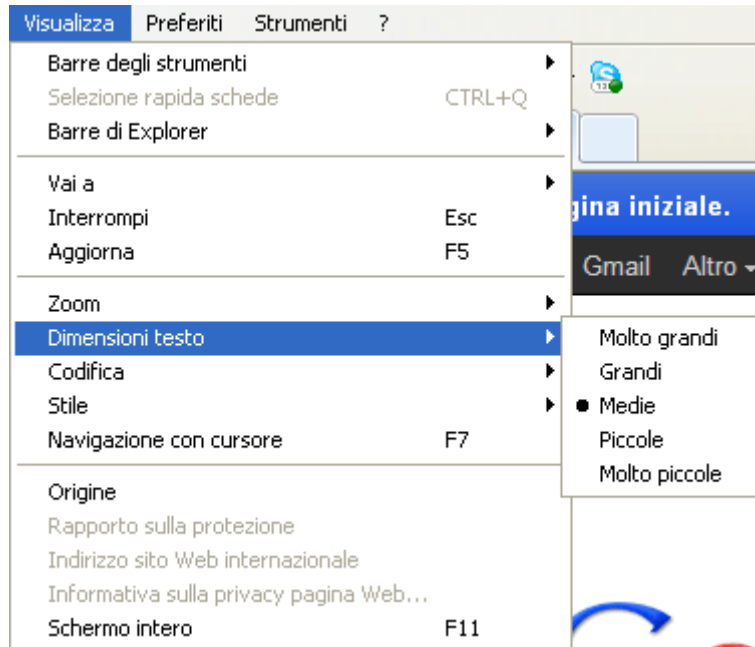 Visualizza Preferiti Strumenti ?
Barre degli strumenti
Selezione rapida schede CTRL+Q
Barre di Explorer
Vai a
Interrompi Esc
gina iniziale.
Aggiorna F5
Gmail Altro
Zoom
Dimensioni testo
Molto grandi
Codifica
Grandi
Stile
Medie
Navigazione con cursore F7
Piccole
Molto piccole
Origine
Rapporto sulla protezione
Indirizzo sito Web internazionale
Informativa sulla privacy pagina Web...
Schermo intero F11